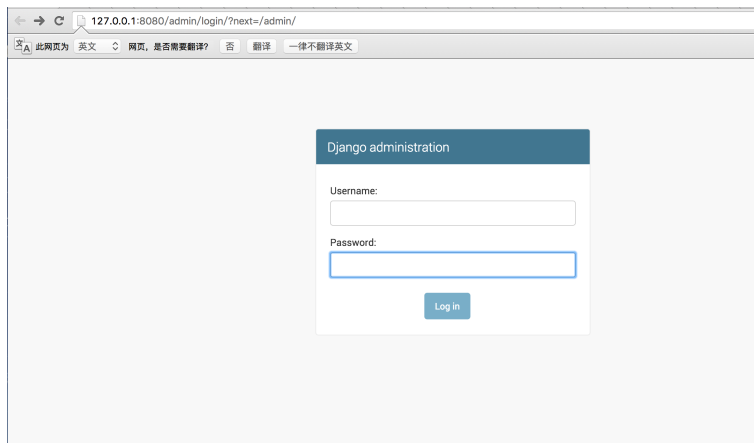 127.0.0.1:8080/admin/login/?next=/admin/
此网页为 英文 网页，是否需要翻译？ 否 翻译 一律不翻译英文
Django administration
Username:
Password:
Log in